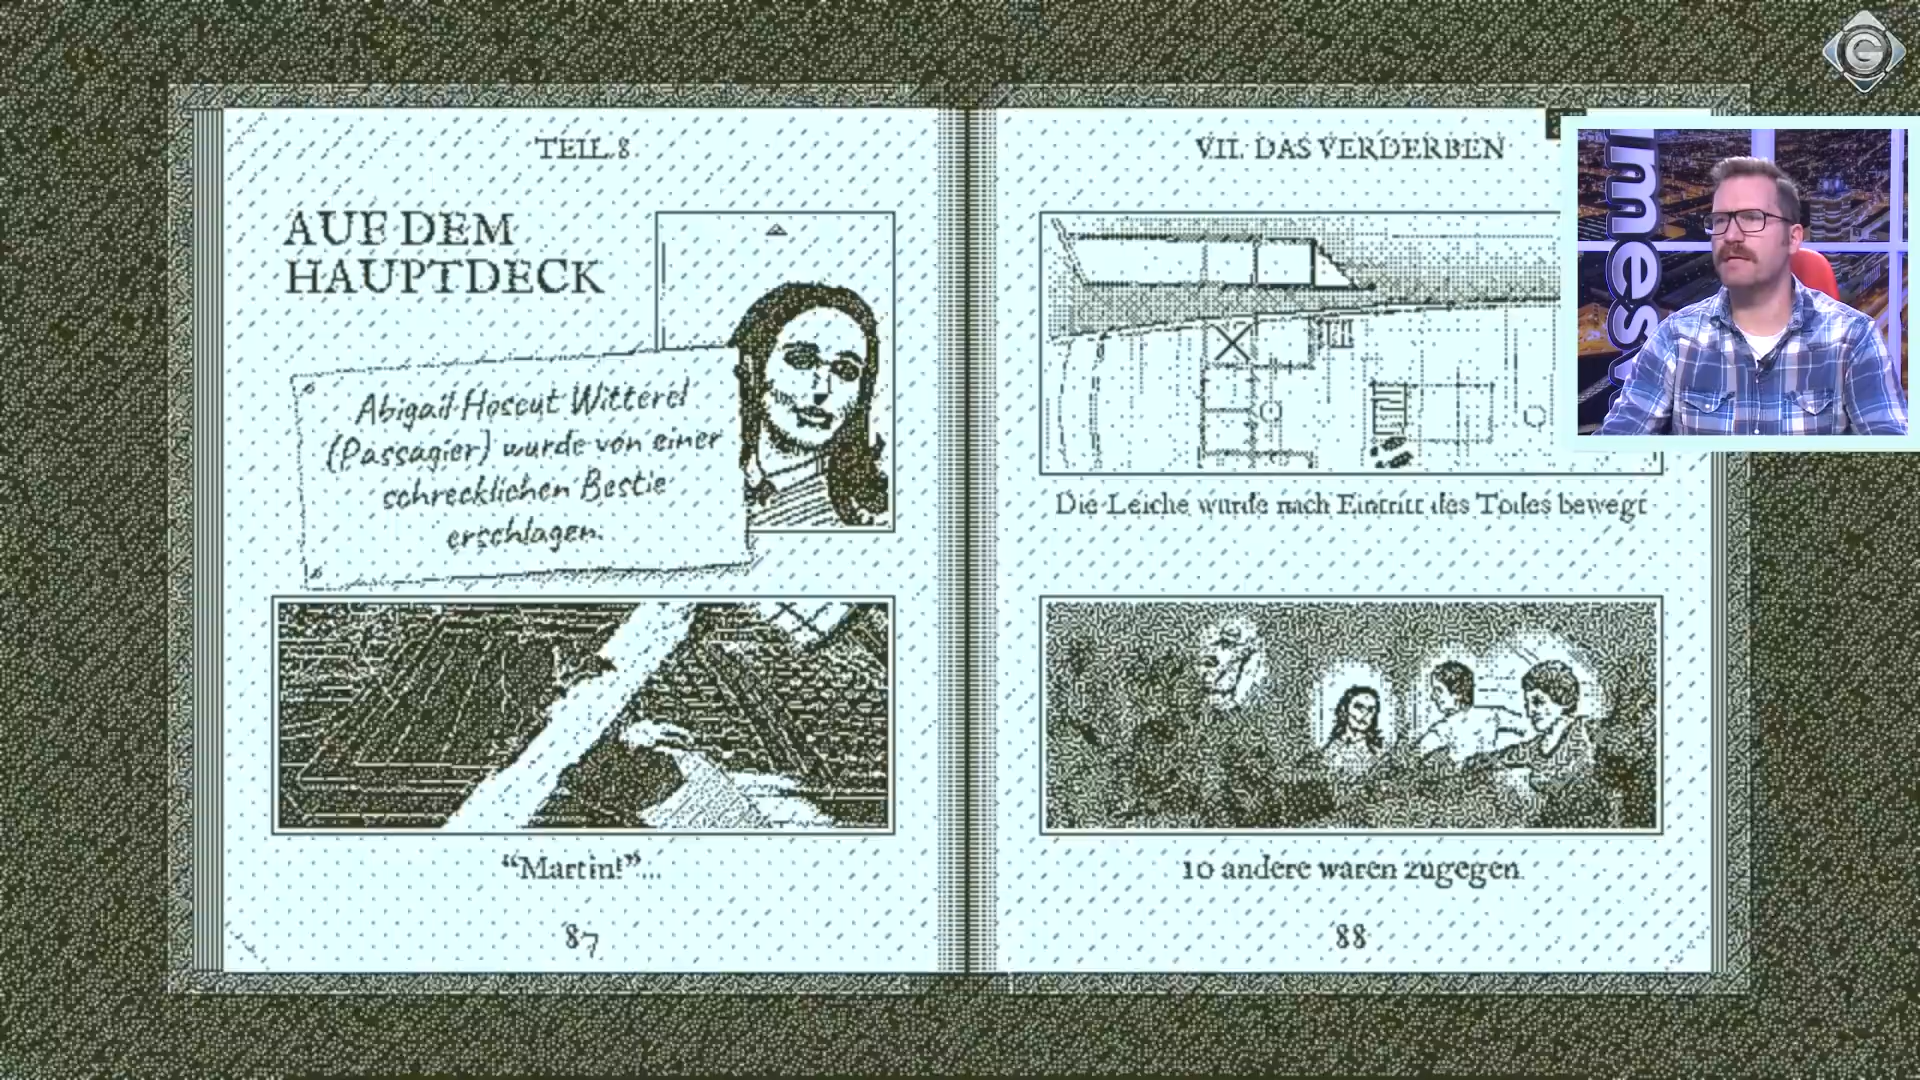 TEIL 8
AUF DEM
HAUPTDECK
Abigail Hoscut Witterel
(Passagier) wurde von einer
schrecklichen Bestie
erschlagen.
“Martin!”...
87
VII. DAS VERDERBEN
Die Leiche wurde nach Eintritt des Todes bewegt
10 andere waren zugegen
88
G
mes